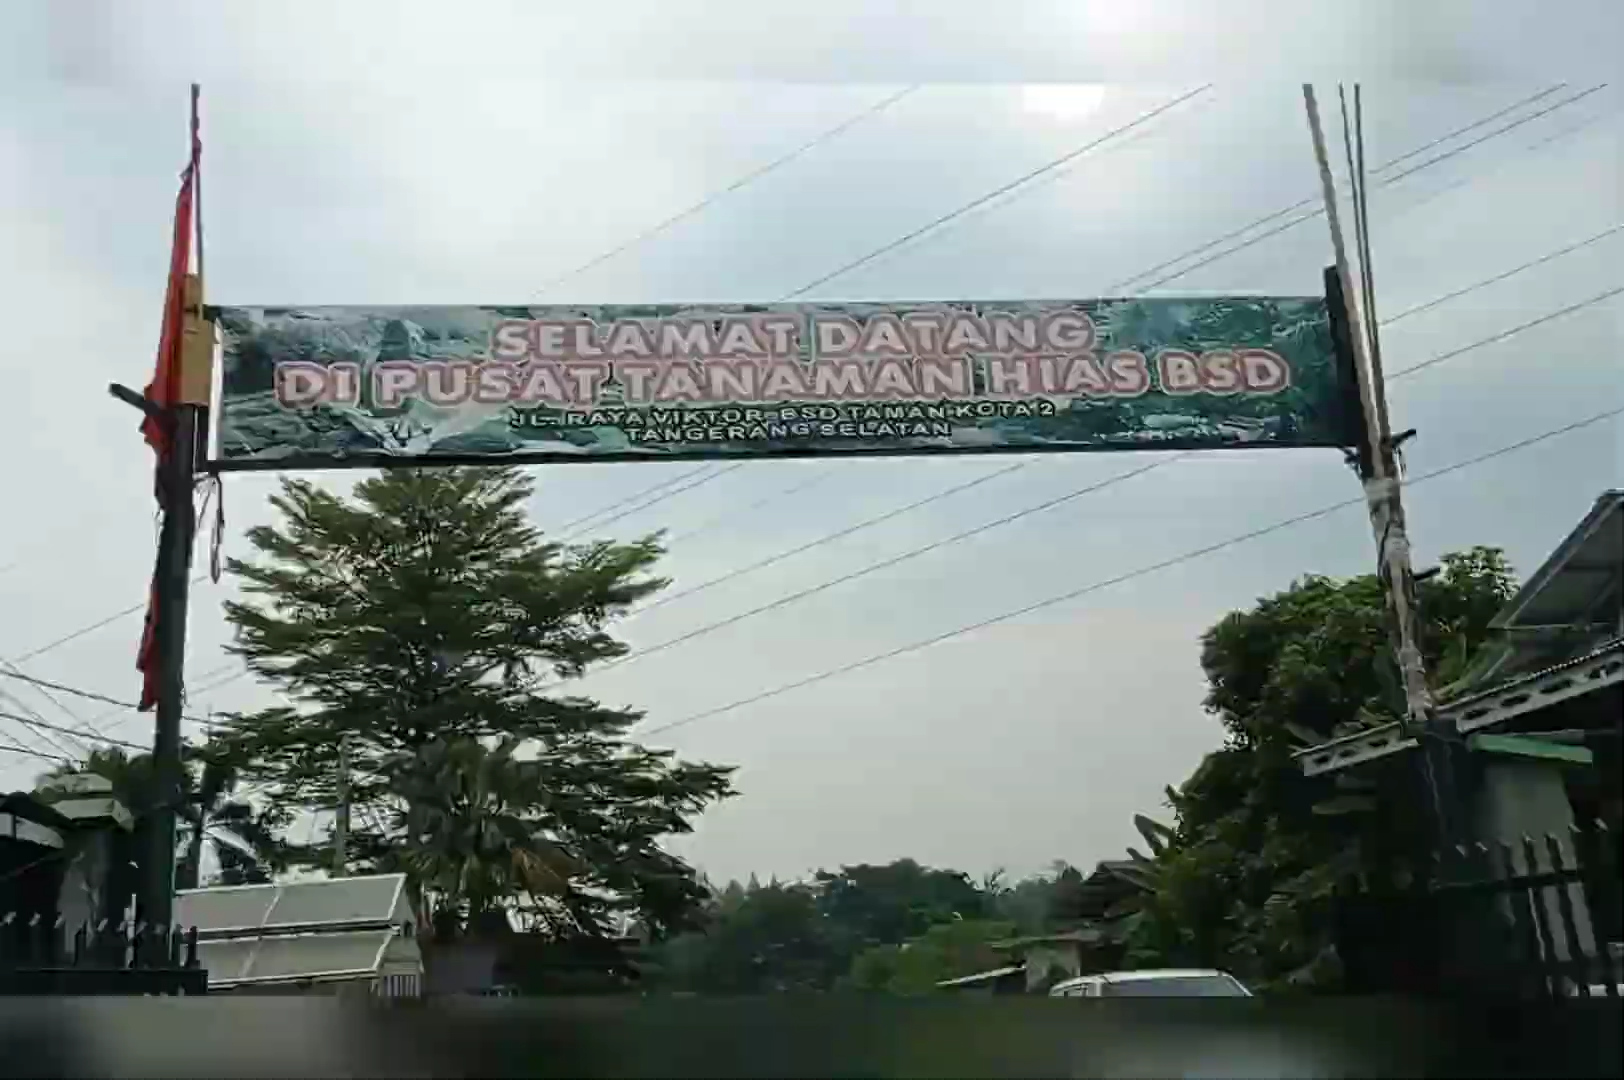 SELAMAT DATANG
DI PUSAT TANAMAN HIAS BSD
JL. RAYA VIKTOR BSD TAMAN KOTA 2
TANGERANG SELATAN